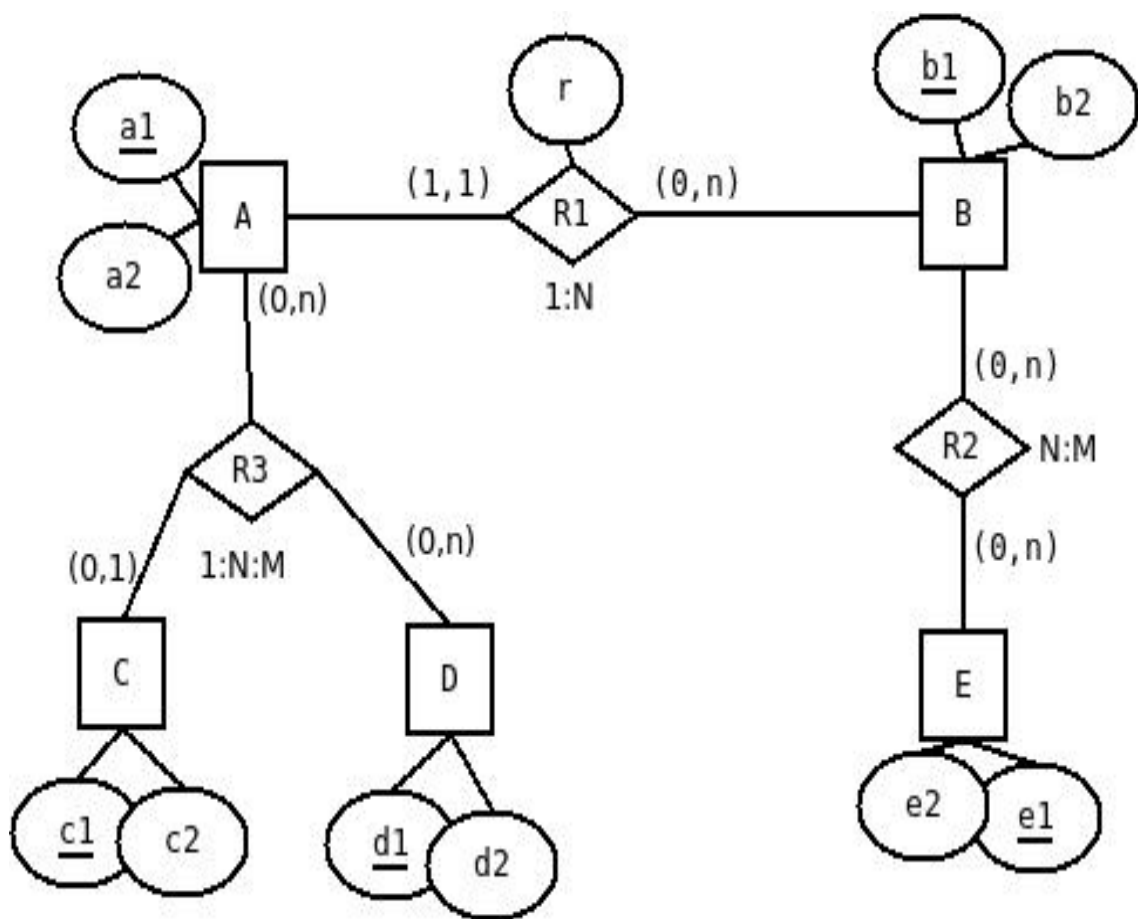 r
b1
b2
a1
(1,1)
(0,n)
A
R1
B
a2
(0,n)
1:N
(0,n)
R3
R2
N:M
(0,1)
1:N:M
(0,n)
(0,n)
C
D
E
c1
c2
d1
d2
e2
e1